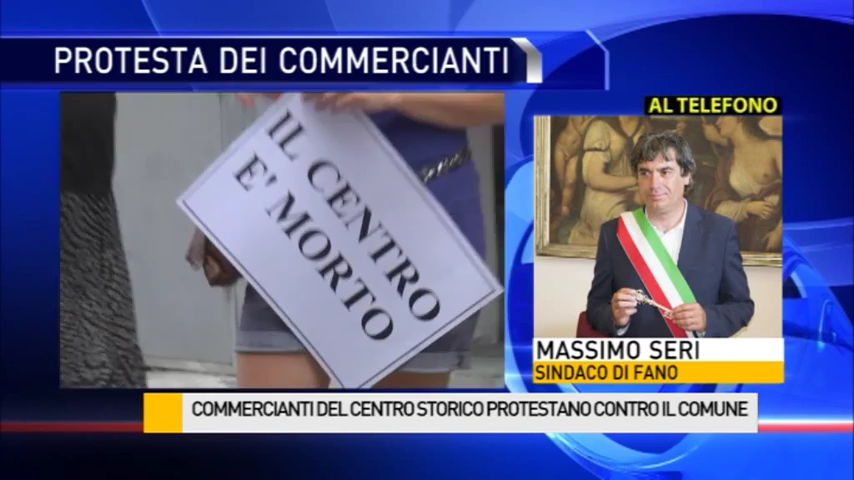 PROTESTA DEI COMMERCIANTI
AL TELEFONO
IL CENTRO
E' MORTO
MASSIMO SERI
SINDACO DI FANO
COMMERCIANTI DEL CENTRO STORICO PROTESTANO CONTRO IL COMUNE